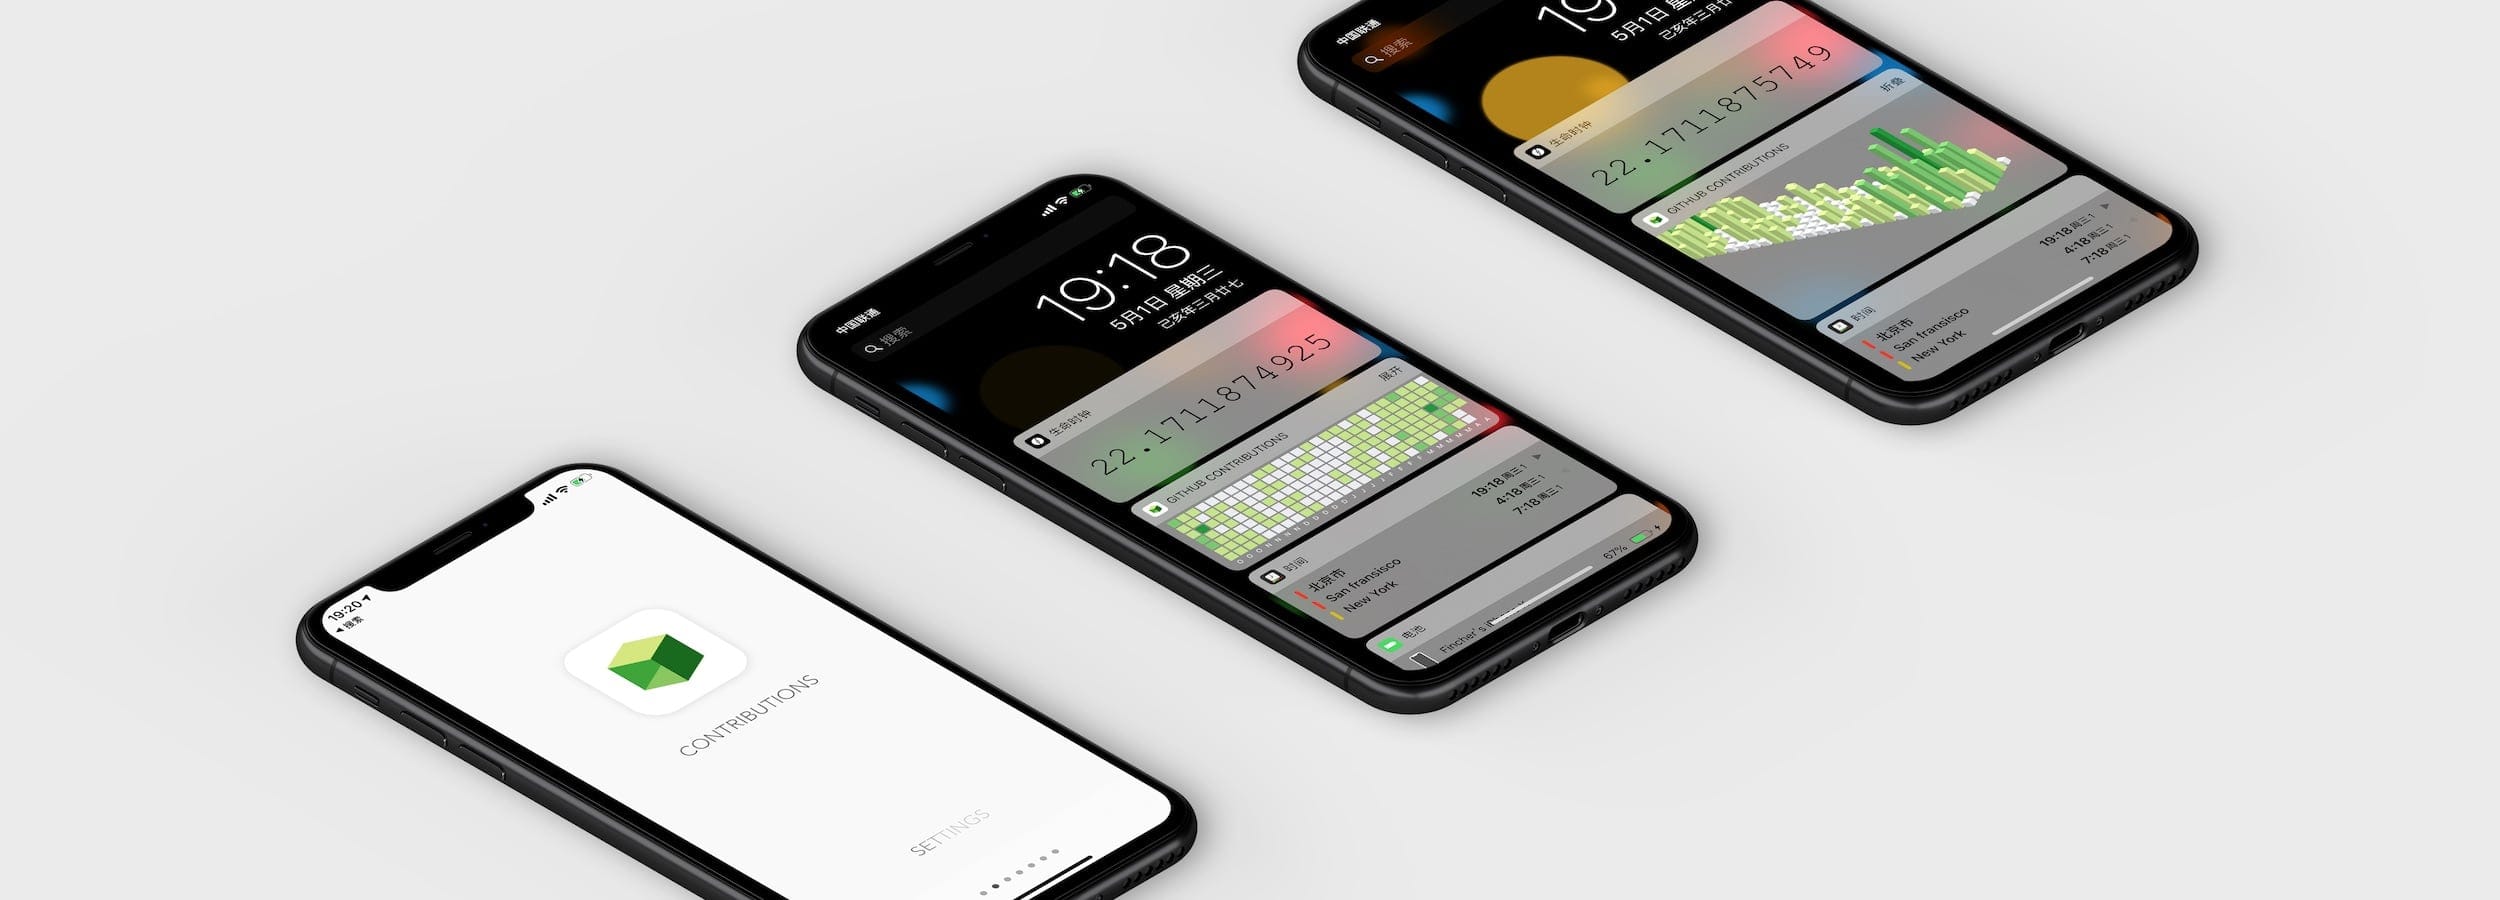 19:20
搜索
CONTRIBUTIONS
SETTINGS
中国联通
搜索
19:18
5月1日 星期三
己亥年三月廿七
生命时钟
22.1711874925
GITHUB CONTRIBUTIONS
展开
O O O N N N N D D D D D J J J J F F F F M M M M A A
时间
北京市 19:18 周三 1
San fransisco 4:18 周三 1
New York 7:18 周三 1
电池
Fincher's
67%
中国联通
搜索
19
5月1日 星
己亥年三月廿
生命时钟
22.1711875749
GITHUB CONTRIBUTIONS
折叠
时间
北京市 19:18 周三 1
San fransisco 4:18 周三 1
New York 7:18 周三 1